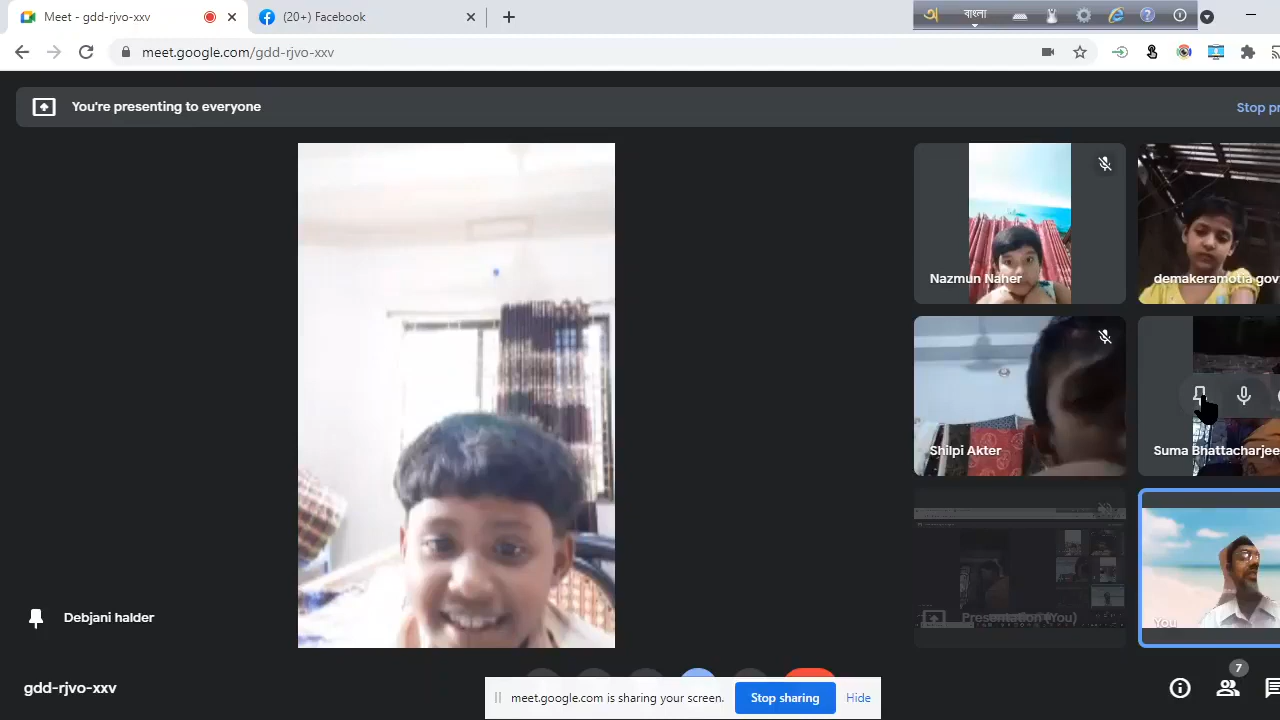 Meet - gdd-rjvo-xxv
(20+) Facebook
অ বাংলা
meet.google.com/gdd-rjvo-xxv
You're presenting to everyone
Stop pr
Nazmun Naher
demakeramotia gov
Shilpi Akter
Suma Bhattacharjee
Debjani halder
Presentation (You)
You
gdd-rjvo-xxv
meet.google.com is sharing your screen.
Stop sharing
Hide
7